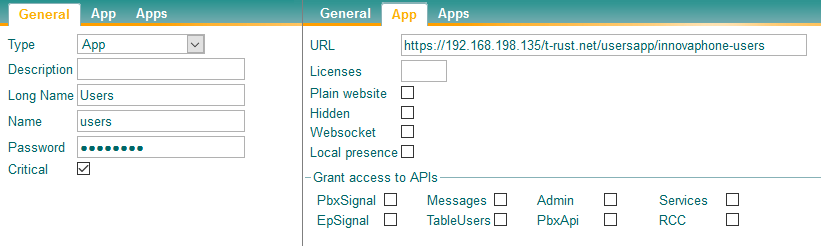 General App Apps
Type App
Description
Long Name Users
Name users
Password ••••••••
Critical
General App Apps
URL https://192.168.198.135/t-rust.net/usersapp/innovaphone-users
Licenses
Plain website
Hidden
Websocket
Local presence
Grant access to APIs
PbxSignal Messages Admin Services
EpSignal TableUsers PbxApi RCC